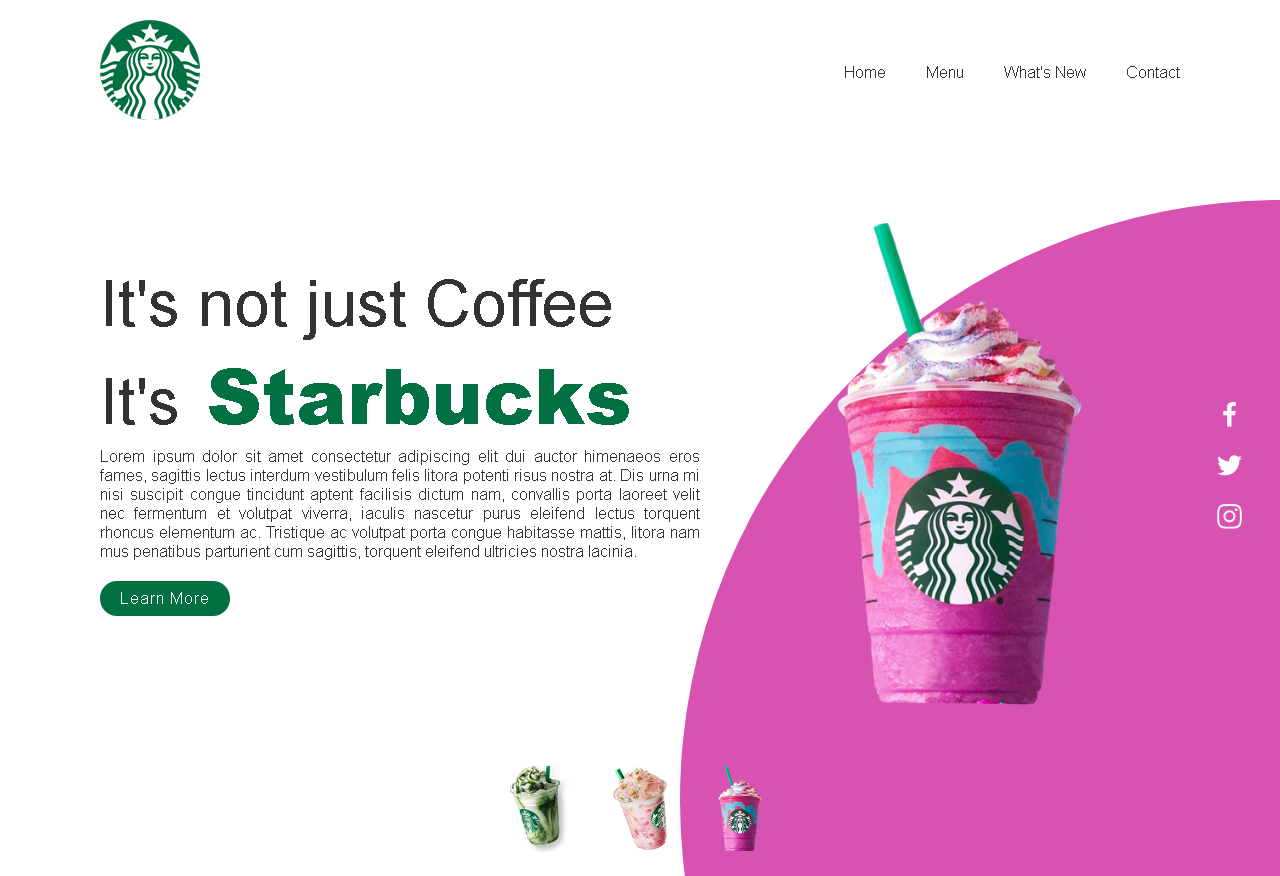 Home Menu What's New Contact
It's not just Coffee
It's Starbucks
Lorem ipsum dolor sit amet consectetur adipiscing elit dui auctor himenaeos eros
fames, sagittis lectus interdum vestibulum felis litora potenti risus nostra at. Dis urna mi
nisi suscipit congue tincidunt aptent facilisis dictum nam, convallis porta laoreet velit
nec fermentum et volutpat viverra, iaculis nascetur purus eleifend lectus torquent
rhoncus elementum ac. Tristique ac volutpat porta congue habitasse mattis, litora nam
mus penatibus parturient cum sagittis, torquent eleifend ultricies nostra lacinia.
Learn More